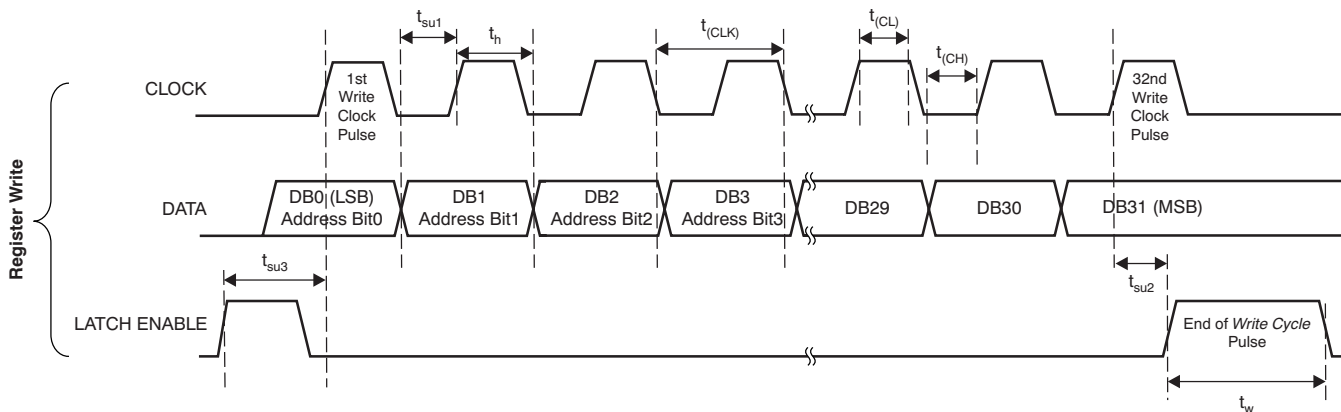 t(CL)
tsu1
th
t(CLK)
t(CH)
CLOCK
1st
Write
Clock
Pulse
32nd
Write
Clock
Pulse
Register Write
DATA
DB0 (LSB)
Address Bit0
DB1
Address Bit1
DB2
Address Bit2
DB3
Address Bit3
DB29
DB30
DB31 (MSB)
tsu3
tsu2
LATCH ENABLE
End of Write Cycle
Pulse
tw